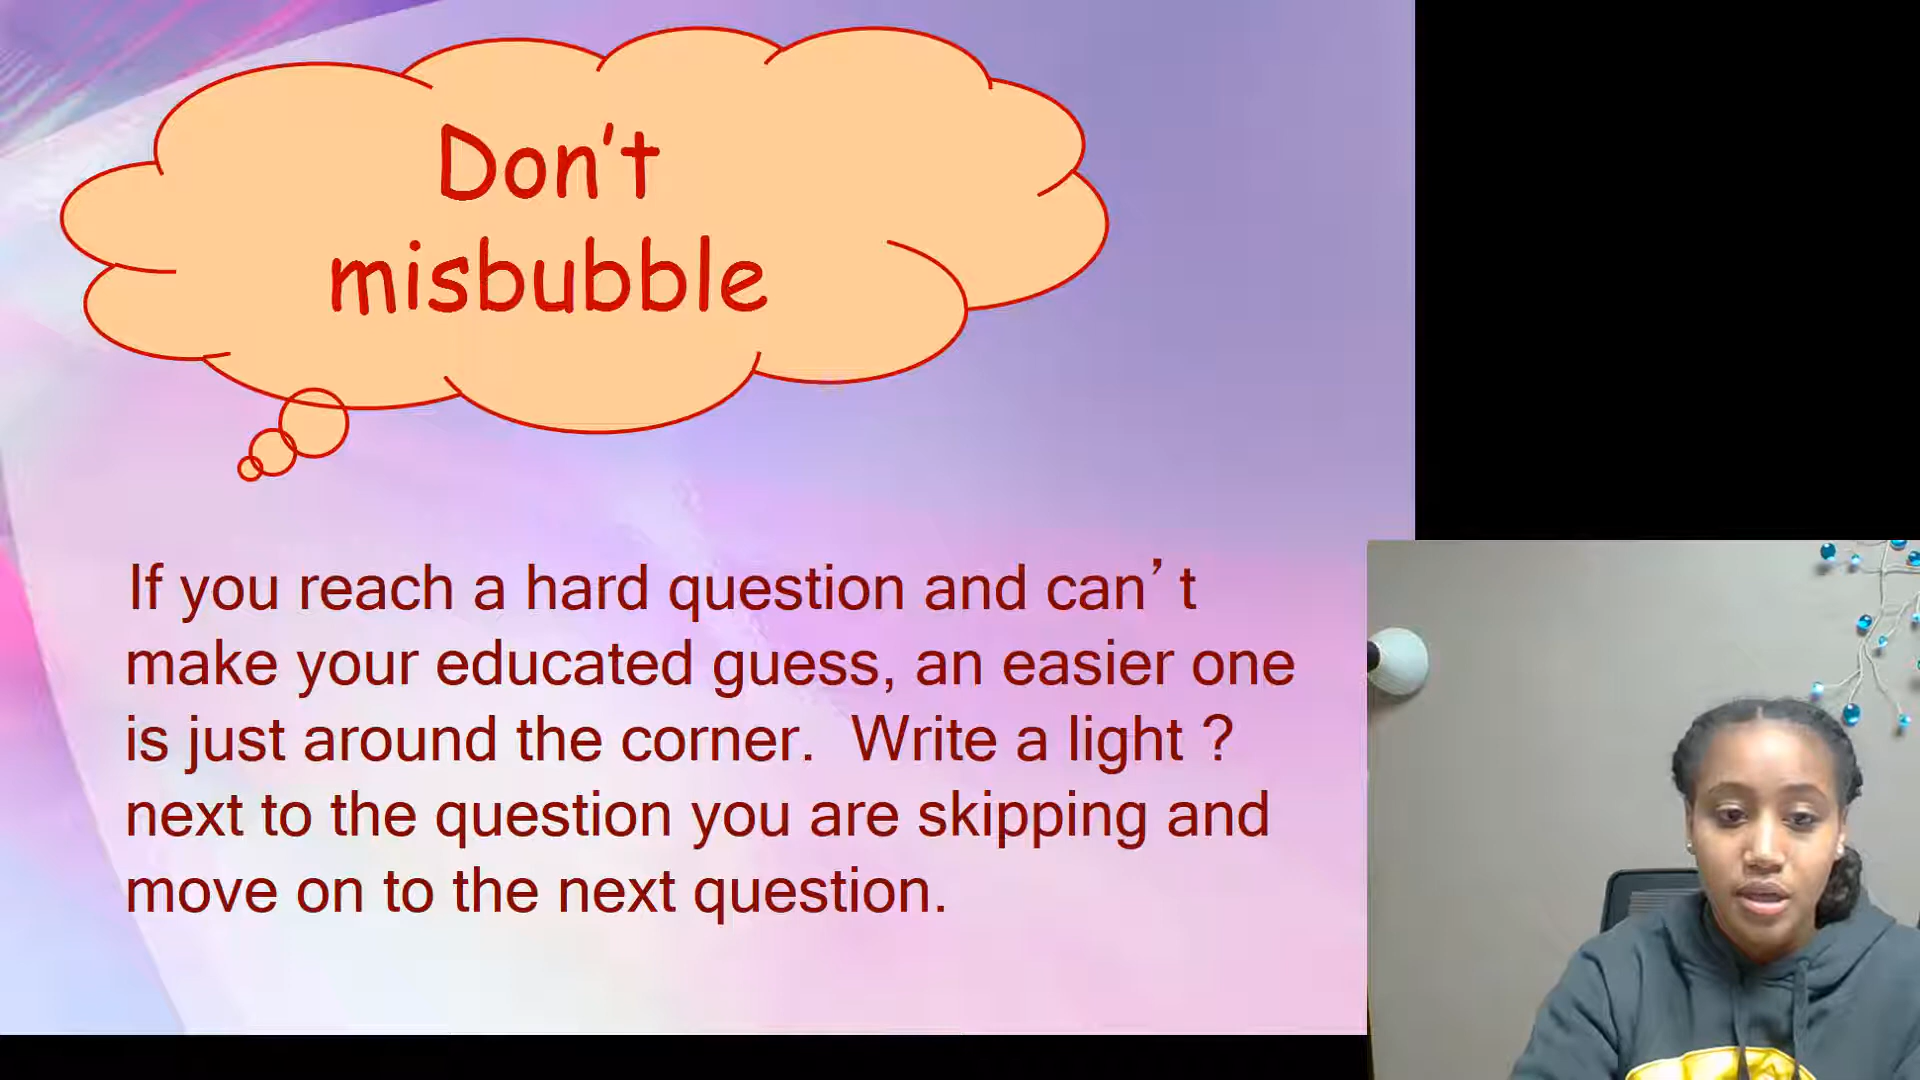 Don’t
misbubble
If you reach a hard question and can’t
make your educated guess, an easier one
is just around the corner. Write a light ?
next to the question you are skipping and
move on to the next question.